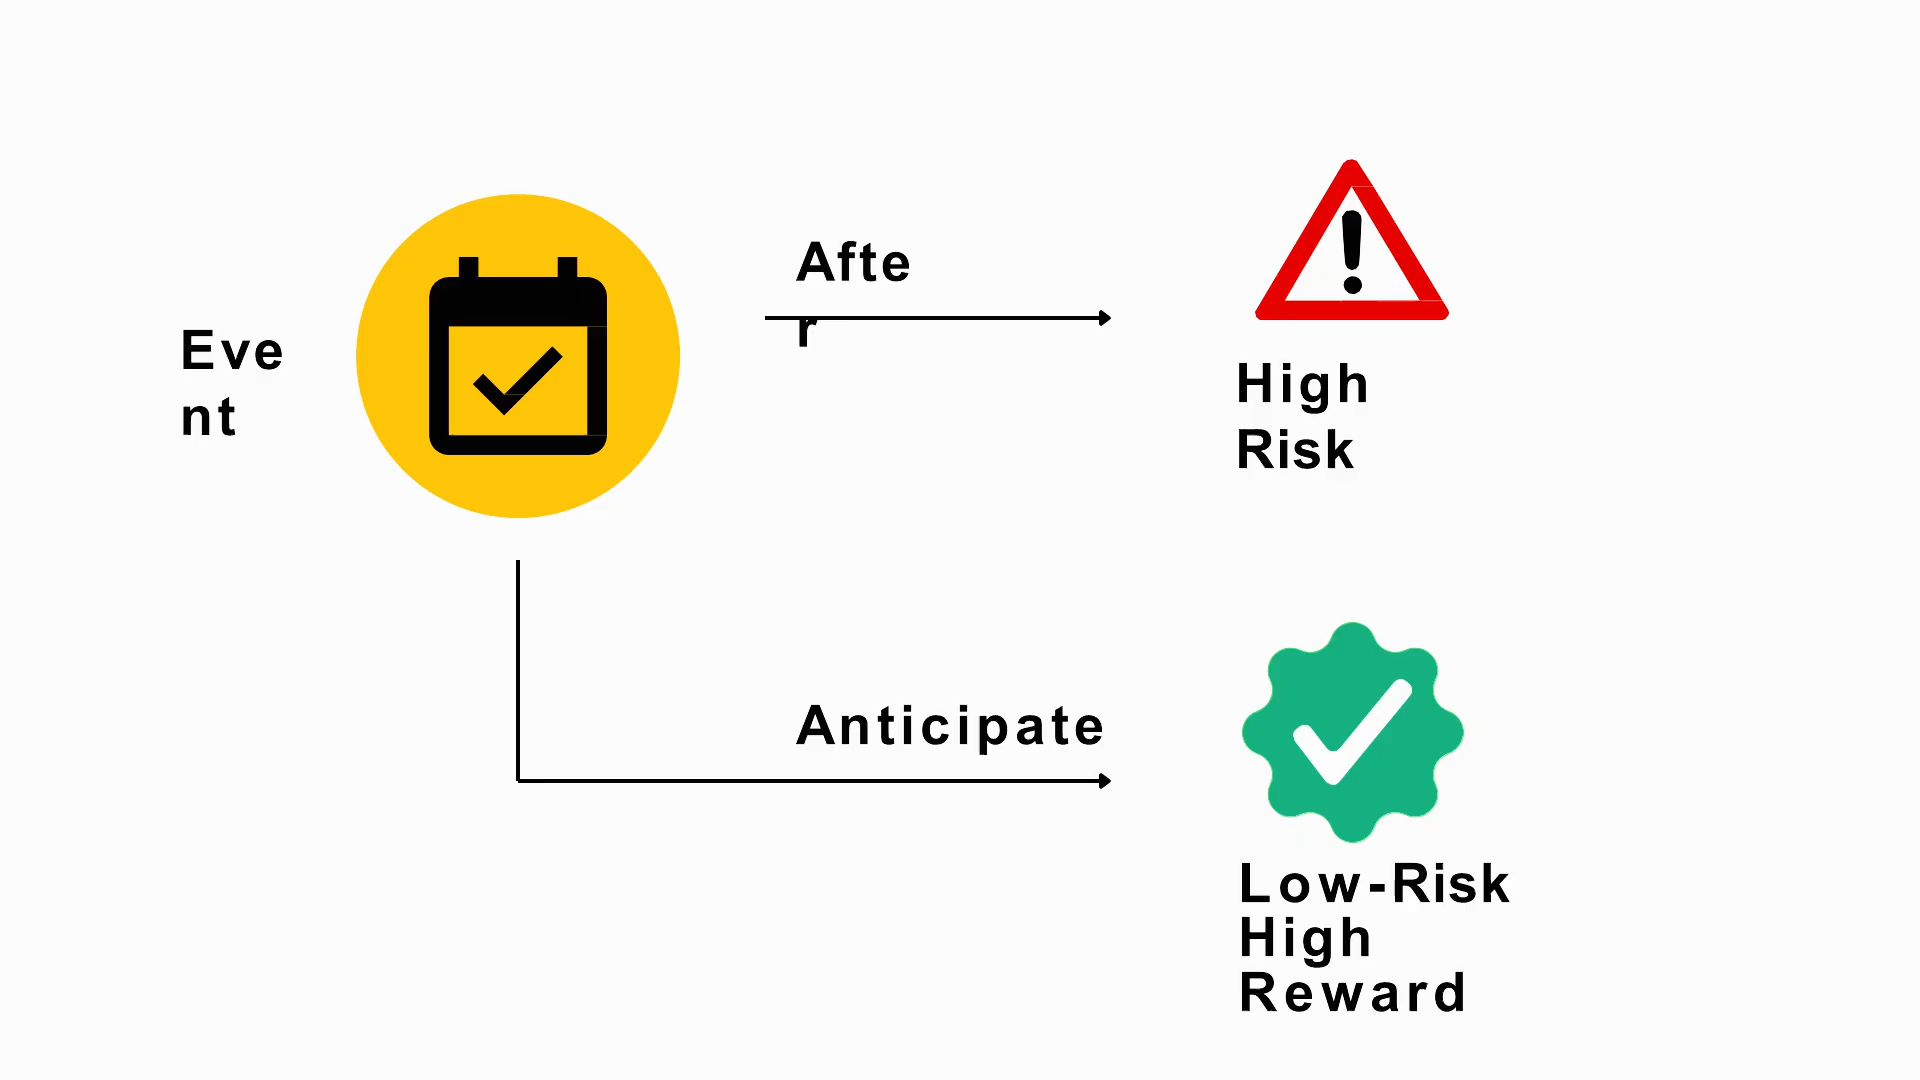 Eve
nt
Afte
r
High
Risk
Anticipate
Low-Risk
High
Reward